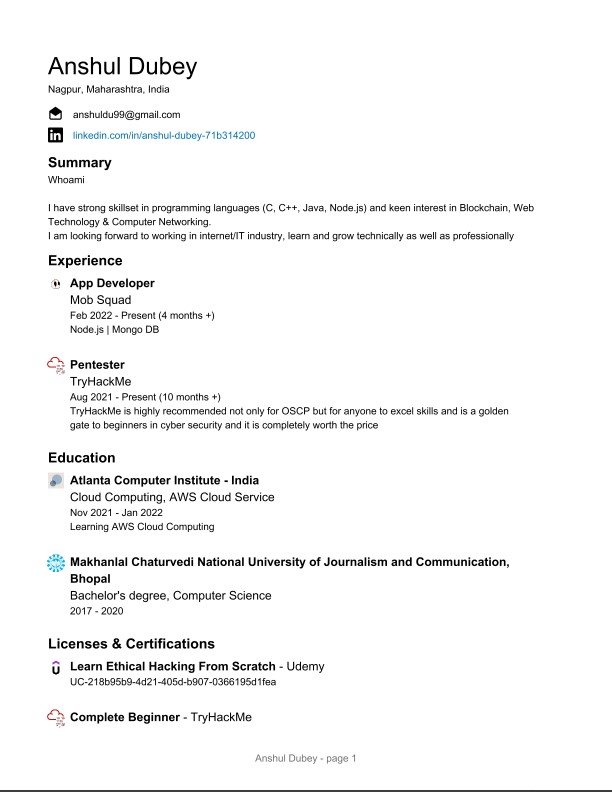 Anshul Dubey
Nagpur, Maharashtra, India
anshuldu99@gmail.com
in
linkedin.com/in/anshul-dubey-71b314200
Summary
Whoami
I have strong skillset in programming languages (C, C++, Java, Node.js) and keen interest in Blockchain, Web
Technology & Computer Networking.
I am looking forward to working in internet/IT industry, learn and grow technically as well as professionally
Experience
App Developer
Mob Squad
Feb 2022 - Present (4 months +)
Node.js | Mongo DB
Pentester
TryHackMe
Aug 2021 - Present (10 months +)
TryHackMe is highly recommended not only for OSCP but for anyone to excel skills and is a golden
gate to beginners in cyber security and it is completely worth the price
Education
Atlanta Computer Institute - India
Cloud Computing, AWS Cloud Service
Nov 2021 - Jan 2022
Learning AWS Cloud Computing
Makhanlal Chaturvedi National University of Journalism and Communication,
Bhopal
Bachelor's degree, Computer Science
2017 - 2020
Licenses & Certifications
Learn Ethical Hacking From Scratch - Udemy
UC-218b95b9-4d21-405d-b907-0366195d1fea
Complete Beginner - TryHackMe
Anshul Dubey - page 1